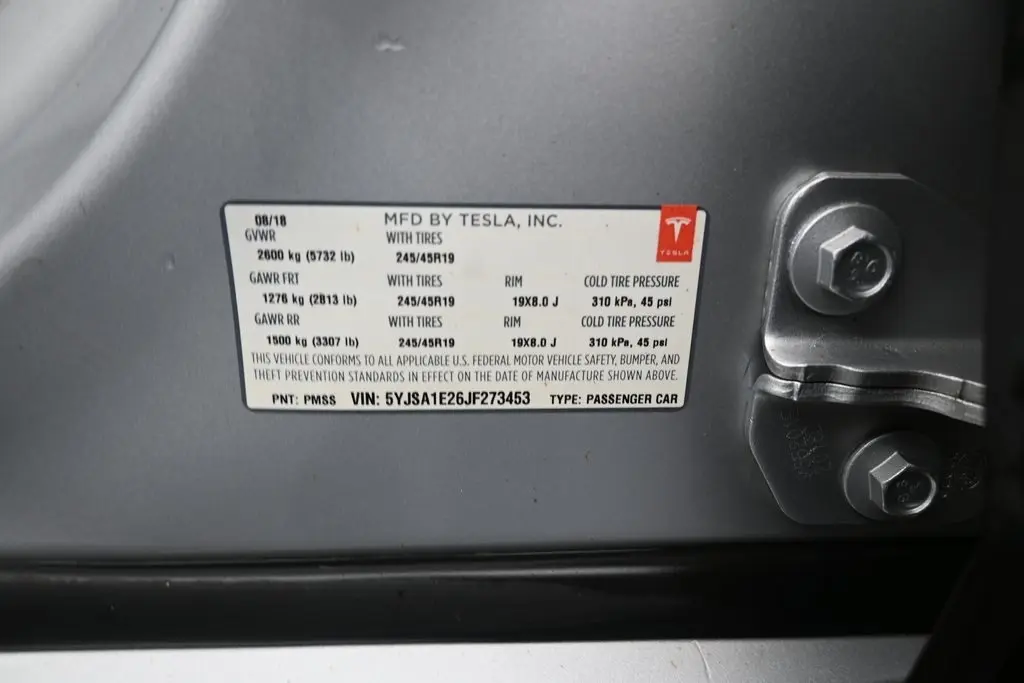 08/18 MFD BY TESLA, INC.
GVWR WITH TIRES
2600 kg (5732 lb) 245/45R19
TESLA
GAWR FRT WITH TIRES RIM COLD TIRE PRESSURE
1276 kg (2813 lb) 245/45R19 19X8.0 J 310 kPa, 45 psi
GAWR RR WITH TIRES RIM COLD TIRE PRESSURE
1500 kg (3307 lb) 245/45R19 19X8.0 J 310 kPa, 45 psi
THIS VEHICLE CONFORMS TO ALL APPLICABLE U.S. FEDERAL MOTOR VEHICLE SAFETY, BUMPER, AND
THEFT PREVENTION STANDARDS IN EFFECT ON THE DATE OF MANUFACTURE SHOWN ABOVE.
PNT: PMSS VIN: 5YJSA1E26JF273453 TYPE: PASSENGER CAR